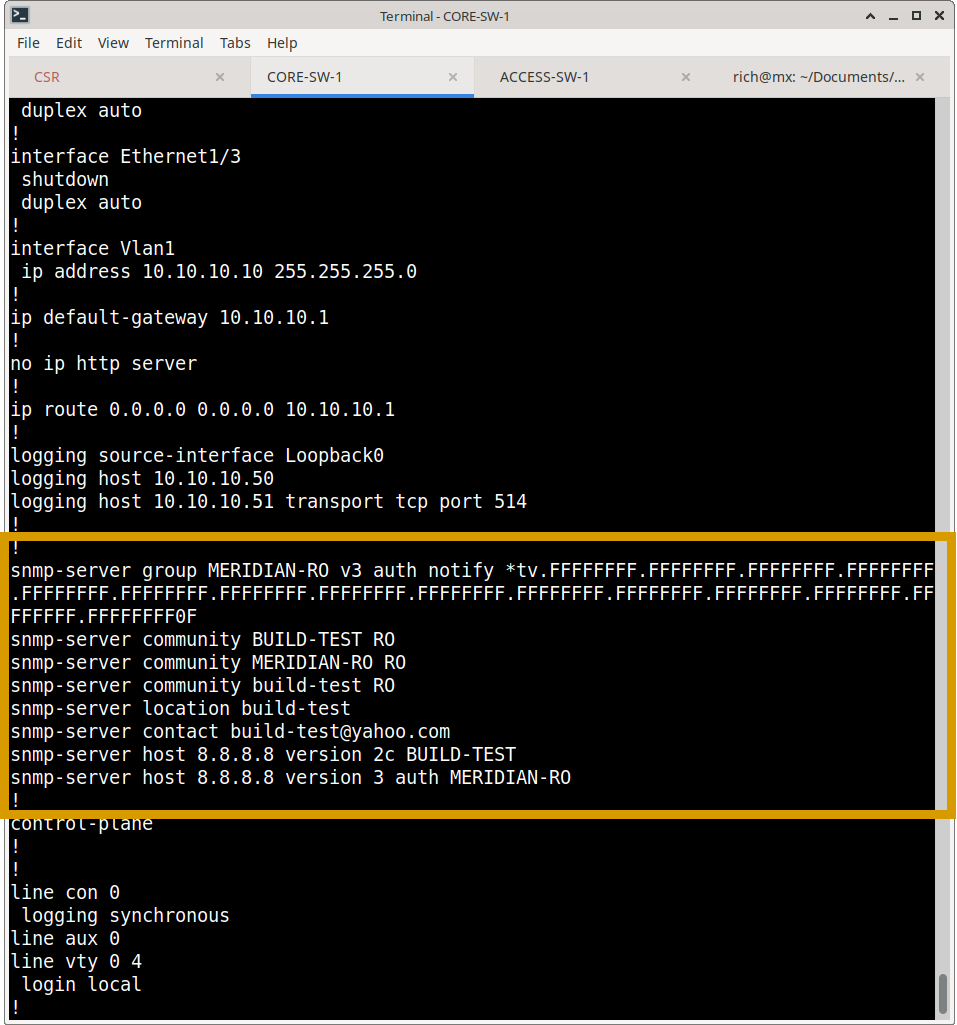 Terminal - CORE-SW-1
File Edit View Terminal Tabs Help
CSR CORE-SW-1 ACCESS-SW-1 rich@mx: ~/Documents/...
duplex auto
!
interface Ethernet1/3
shutdown
duplex auto
!
interface Vlan1
ip address 10.10.10.10 255.255.255.0
!
ip default-gateway 10.10.10.1
!
no ip http server
!
ip route 0.0.0.0 0.0.0.0 10.10.10.1
!
logging source-interface Loopback0
logging host 10.10.10.50
logging host 10.10.10.51 transport tcp port 514
!
!
snmp-server group MERIDIAN-RO v3 auth notify *tv.FFFFFFFF.FFFFFFFF.FFFFFFFF.FFFFFFFF
.FFFFFFFF.FFFFFFFF.FFFFFFFF.FFFFFFFF.FFFFFFFF.FFFFFFFF.FFFFFFFF.FFFFFFFF.FFFFFFFF.FF
FFFFFF.FFFFFFFF0F
snmp-server community BUILD-TEST RO
snmp-server community MERIDIAN-RO RO
snmp-server community build-test RO
snmp-server location build-test
snmp-server contact build-test@yahoo.com
snmp-server host 8.8.8.8 version 2c BUILD-TEST
snmp-server host 8.8.8.8 version 3 auth MERIDIAN-RO
!
control-plane
!
!
line con 0
logging synchronous
line aux 0
line vty 0 4
login local
!